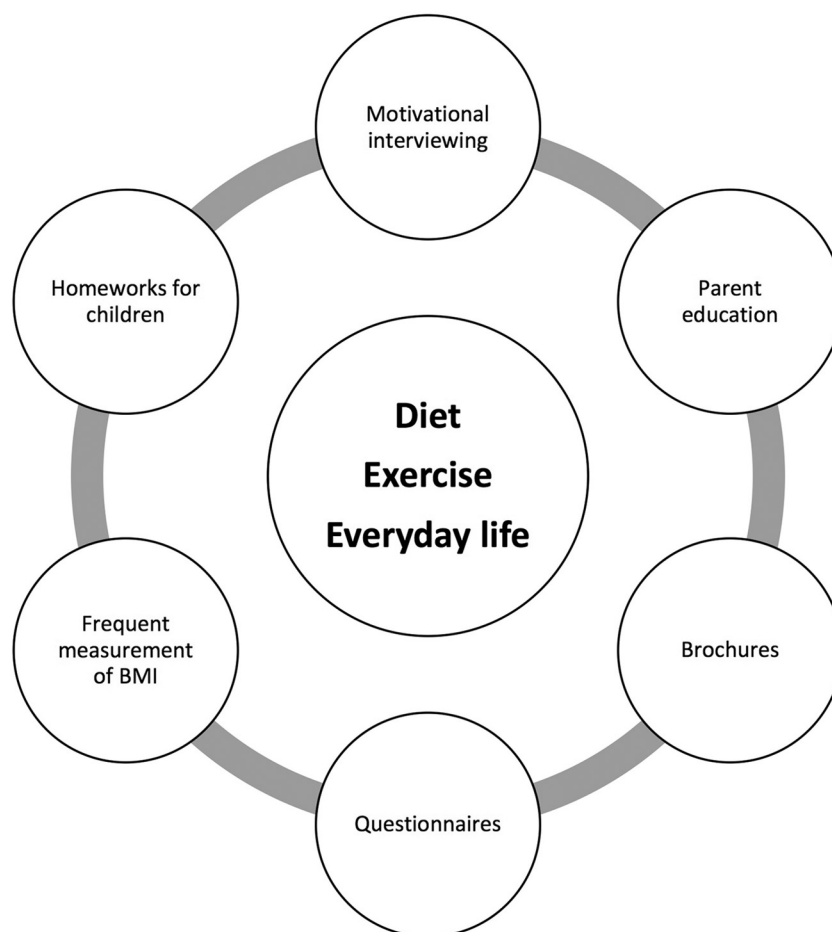 Motivational
interviewing
Parent
education
Brochures
Questionnaires
Frequent
measurement
of BMI
Homeworks for
children
Diet
Exercise
Everyday life